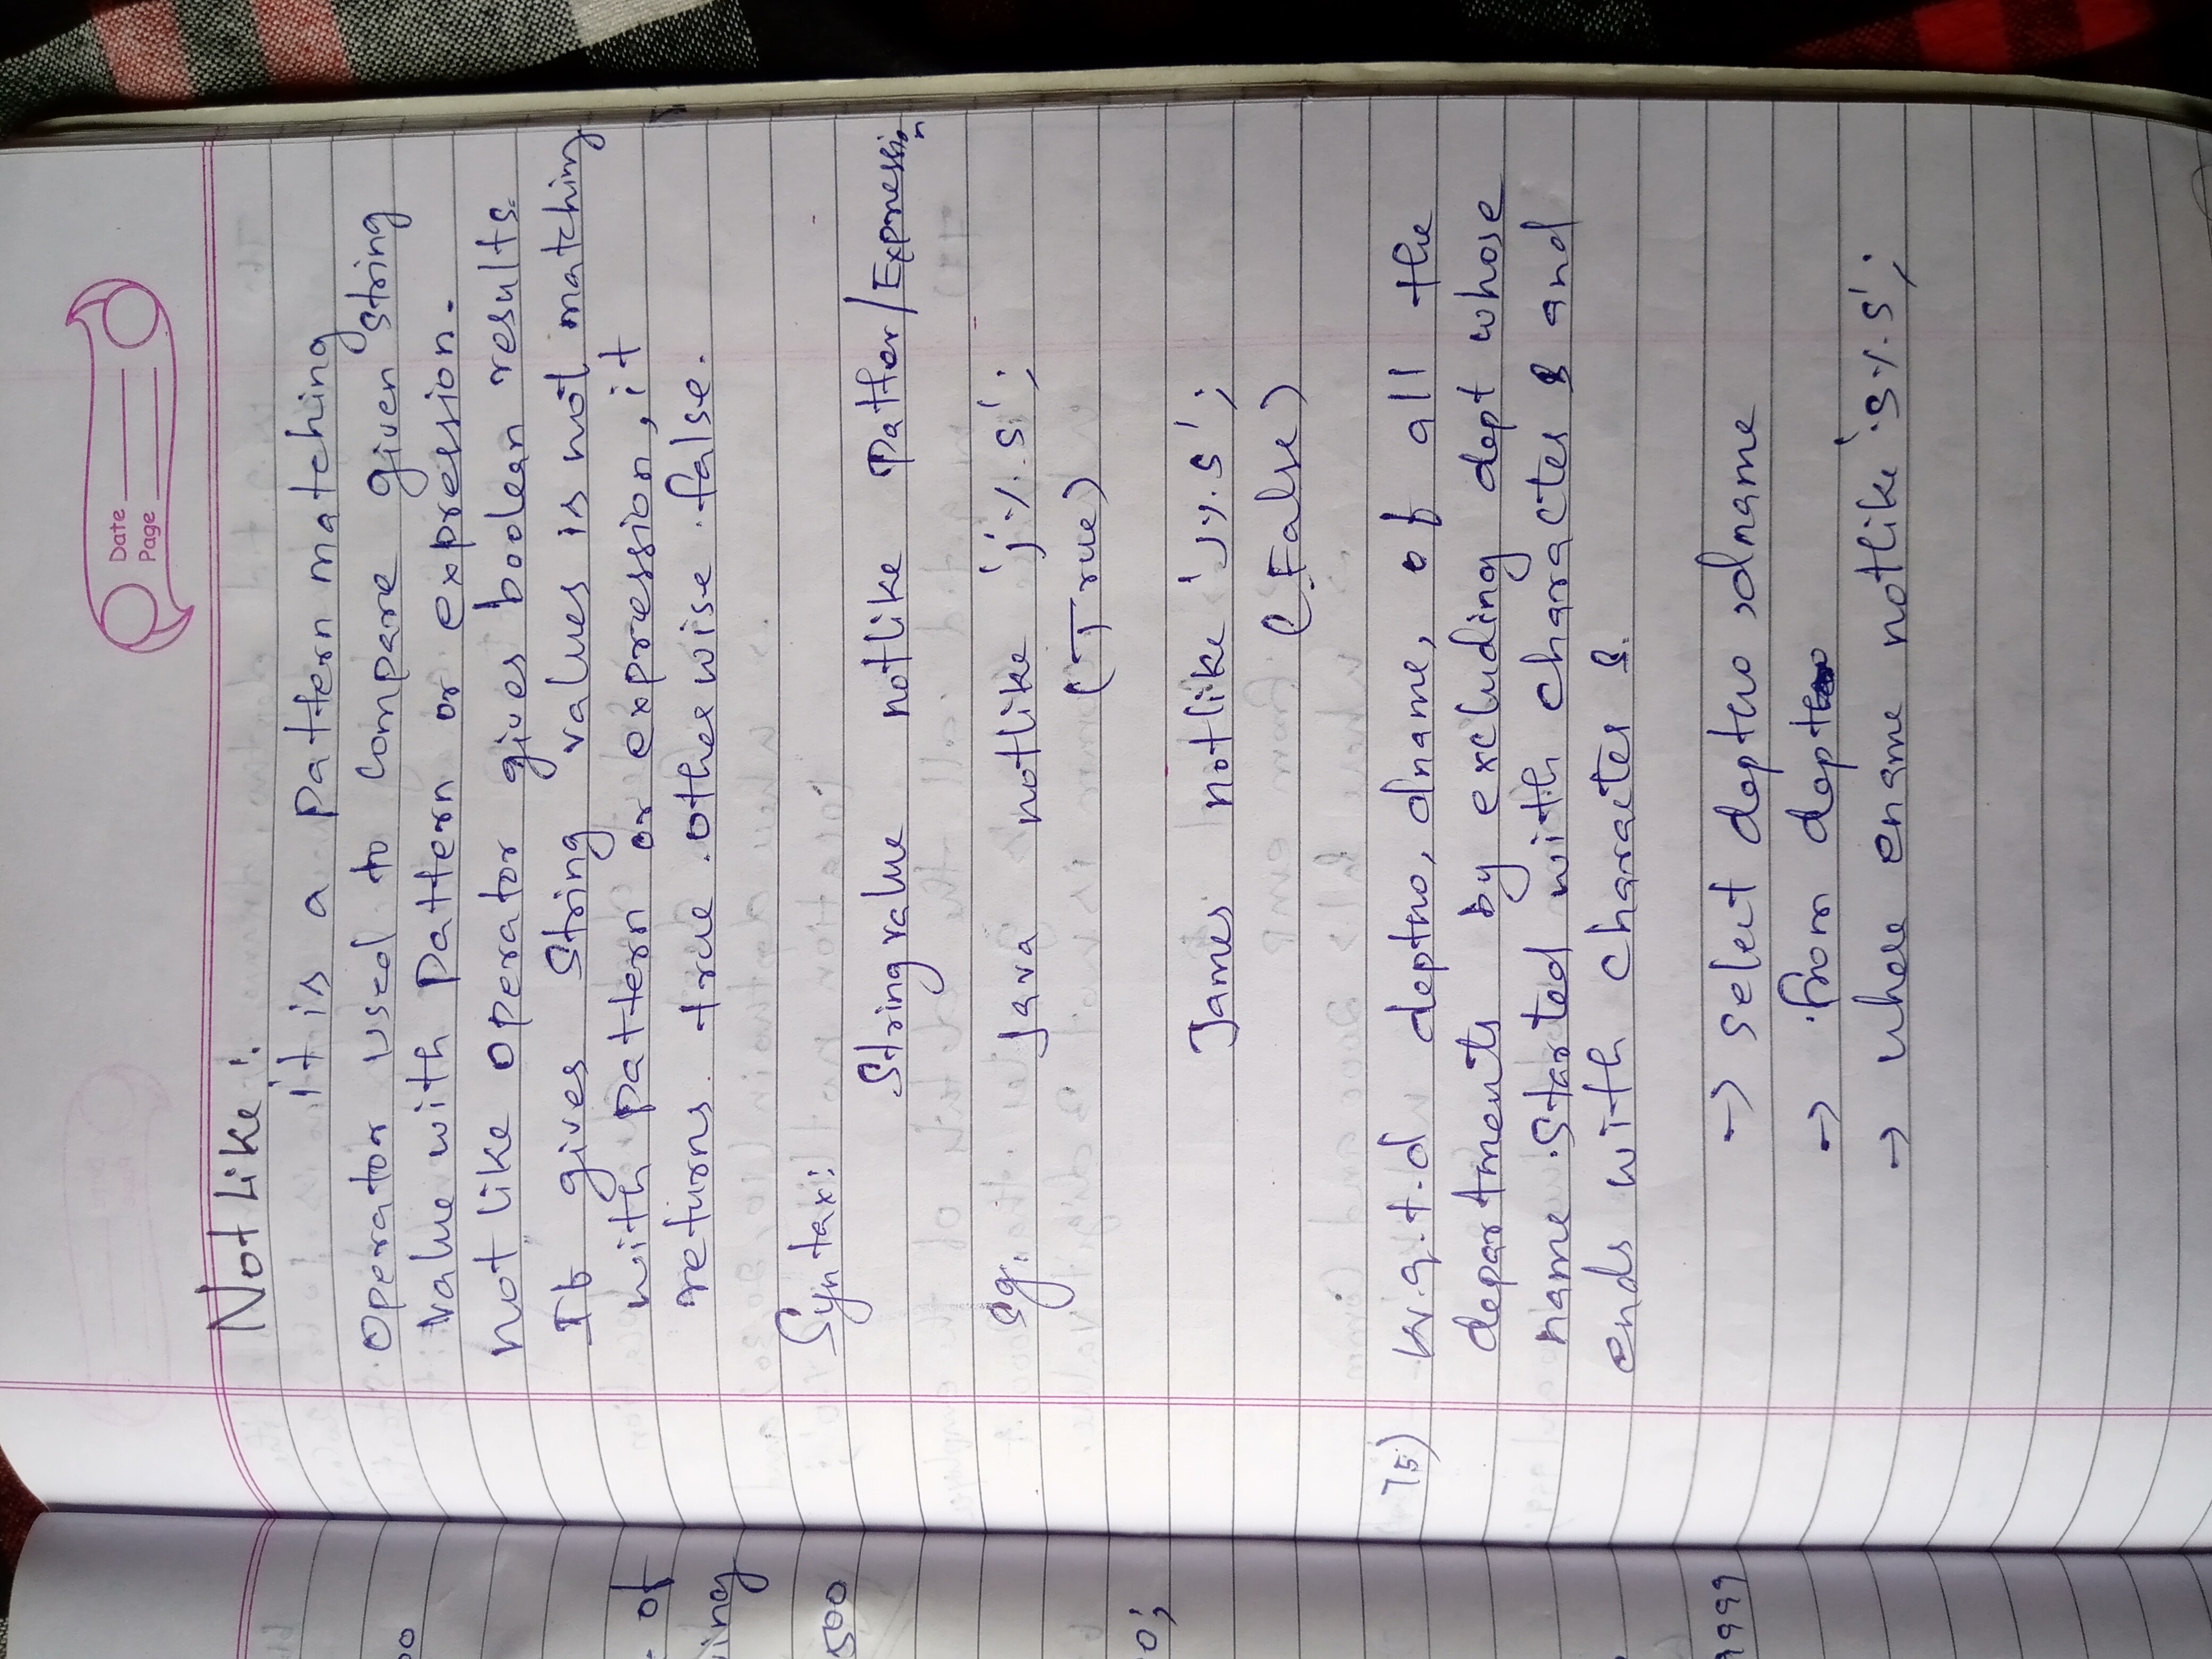 Date
Page
Not Like :
it is a pattern matching
operator used to compare given string
value with pattern or expression.
not like operator gives boolean results.
If gives string values is not matching
with pattern or expression, it
returns true otherwise false.
Syntax:
String value notlike Patter/Expression
eg. Java notlike 'j%s';
(True)
James notlike 'J%s';
(False)
75) W.q.t.d deptno, dname, of all the
departments by excluding dept whose
name started with character s and
ends with character s.
-> select deptno, dname
-> from dept
-> where ename notlike 's%s';
of
ing
500
0;
9999